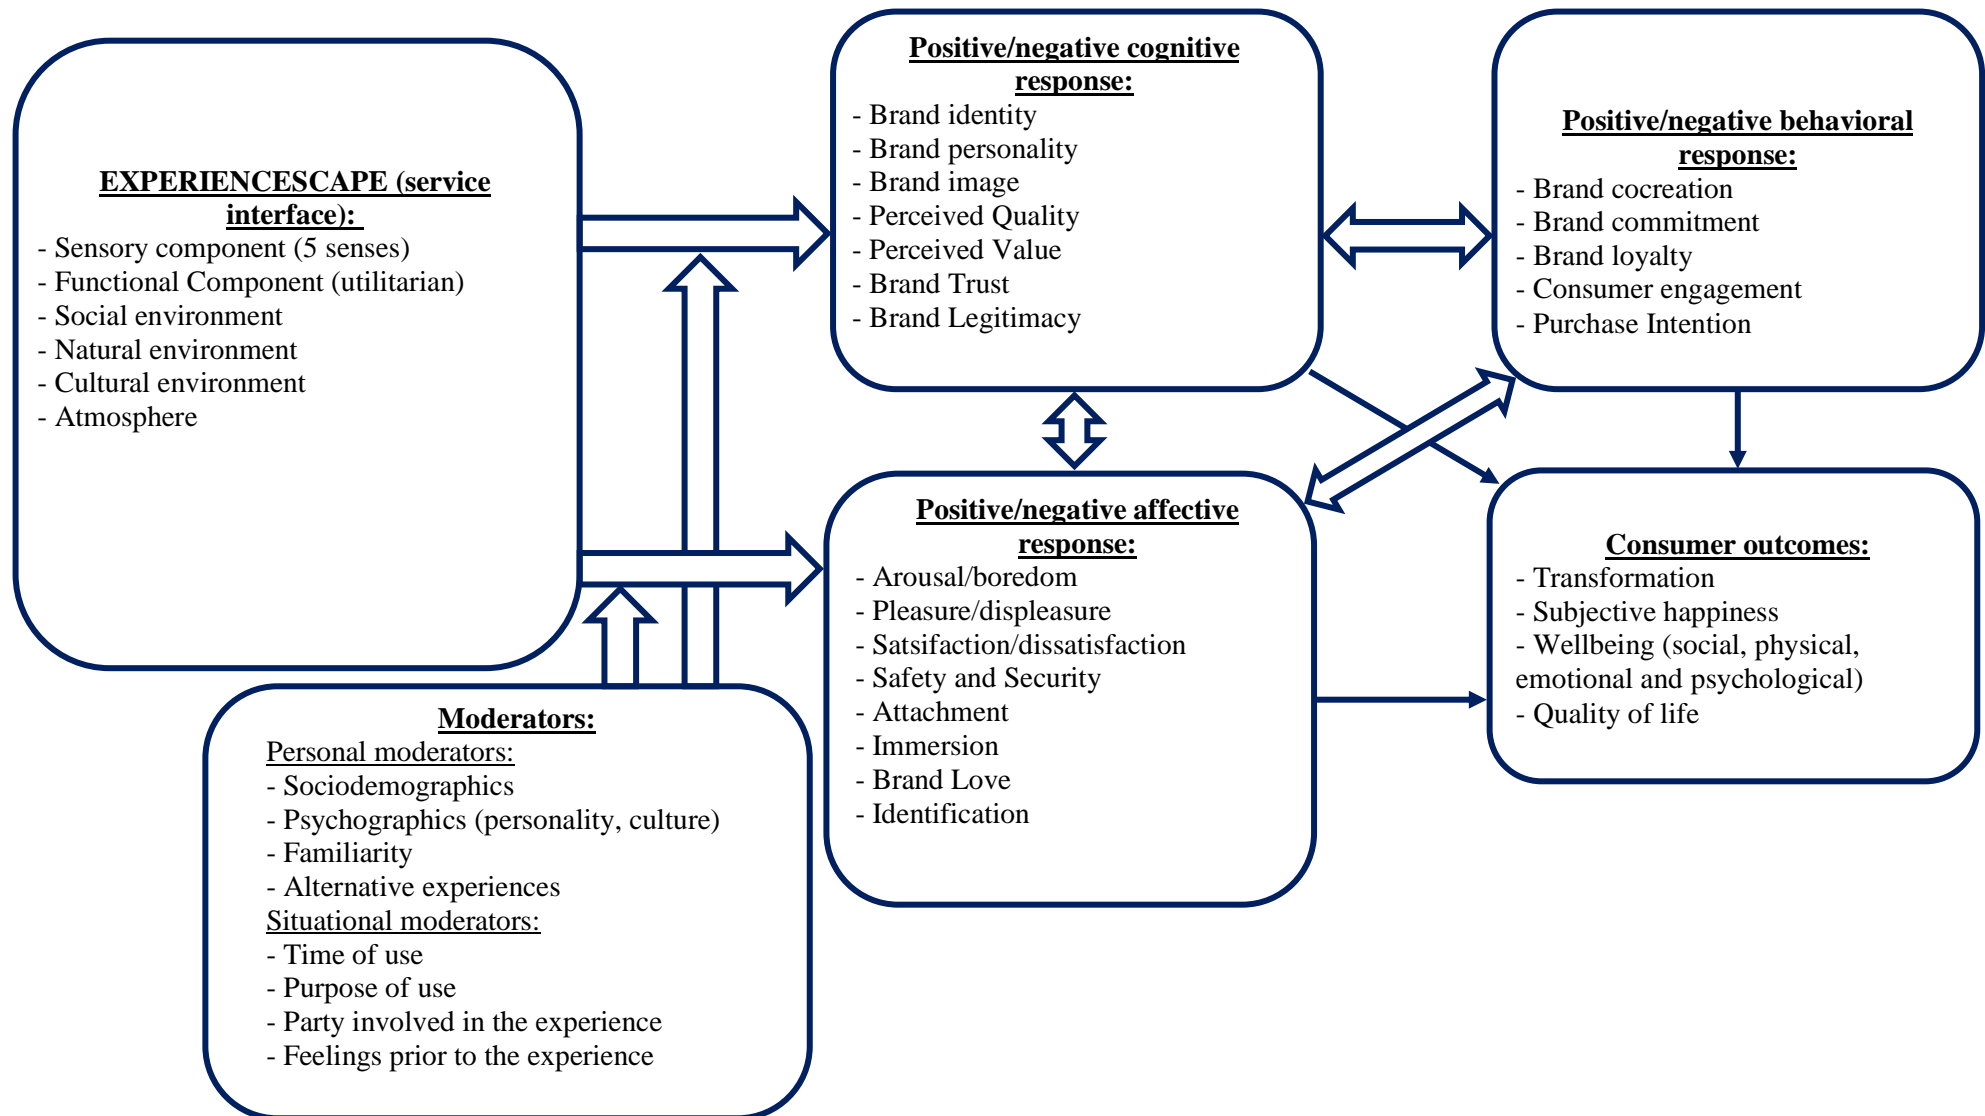 EXPERIENCESCAPE (service
interface):
- Sensory component (5 senses)
- Functional Component (utilitarian)
- Social environment
- Natural environment
- Cultural environment
- Atmosphere
Positive/negative cognitive
response:
- Brand identity
- Brand personality
- Brand image
- Perceived Quality
- Perceived Value
- Brand Trust
- Brand Legitimacy
Positive/negative behavioral
response:
- Brand cocreation
- Brand commitment
- Brand loyalty
- Consumer engagement
- Purchase Intention
Positive/negative affective
response:
- Arousal/boredom
- Pleasure/displeasure
- Satsifaction/dissatisfaction
- Safety and Security
- Attachment
- Immersion
- Brand Love
- Identification
Consumer outcomes:
- Transformation
- Subjective happiness
- Wellbeing (social, physical,
emotional and psychological)
- Quality of life
Moderators:
Personal moderators:
- Sociodemographics
- Psychographics (personality, culture)
- Familiarity
- Alternative experiences
Situational moderators:
- Time of use
- Purpose of use
- Party involved in the experience
- Feelings prior to the experience